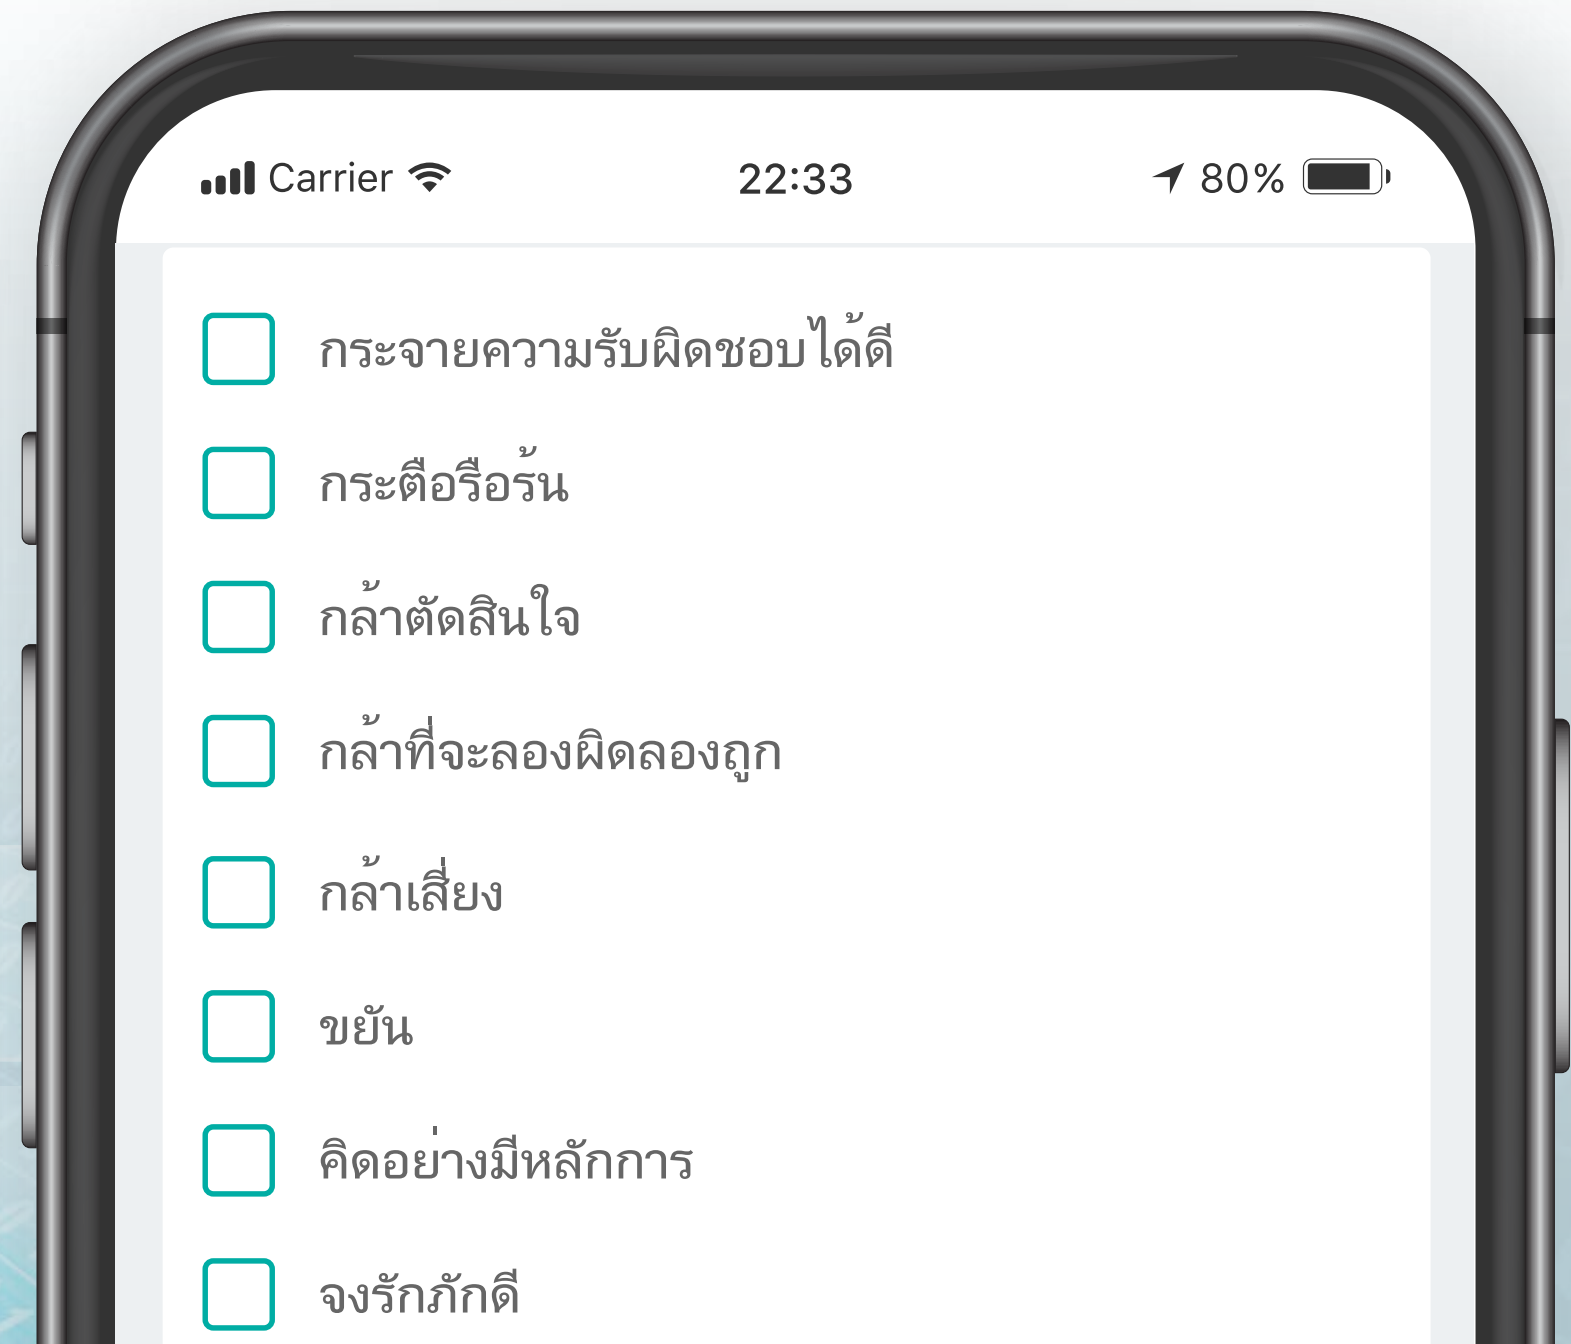 Carrier 22:33 80%
กระจายความรับผิดชอบได้ดี
กระตือรือร้น
กล้าตัดสินใจ
กล้าที่จะลองผิดลองถูก
กล้าเสี่ยง
ขยัน
คิดอย่างมีหลักการ
จงรักภักดี